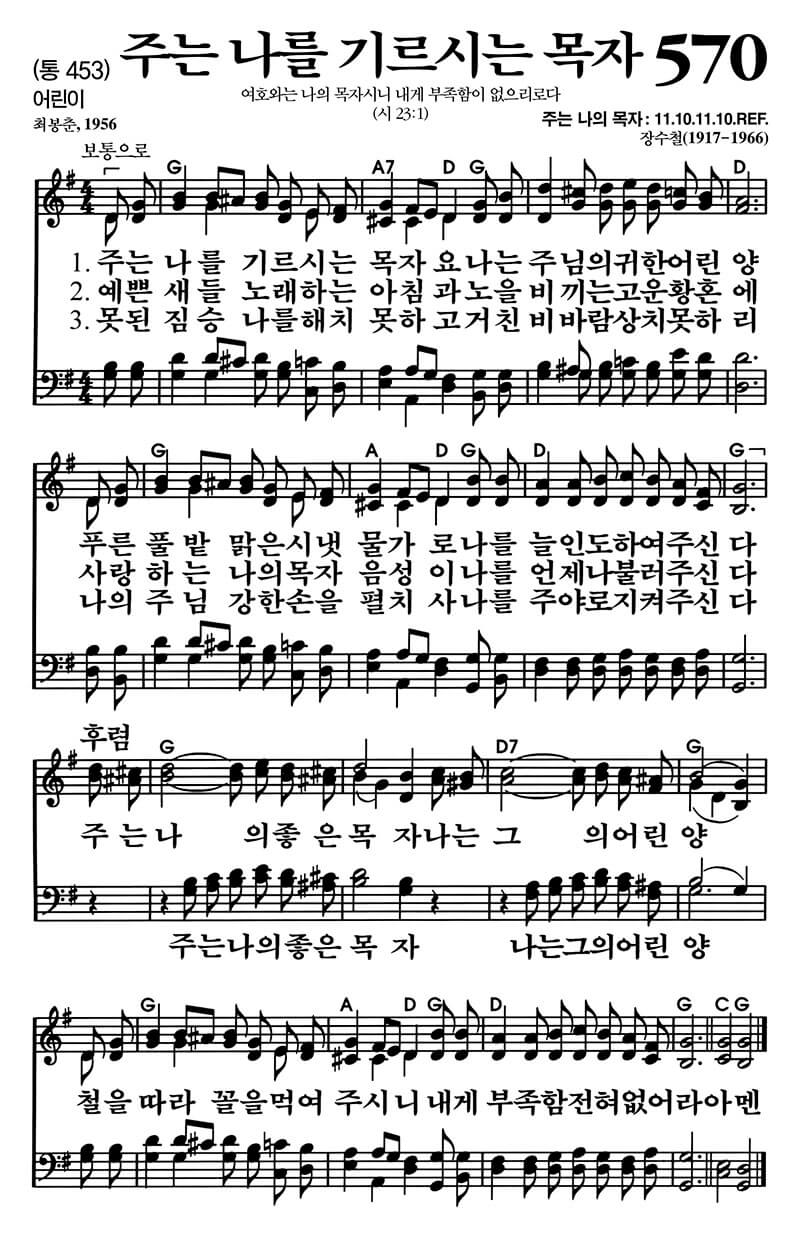 (통 453) 주는 나를 기르시는 목자 570
어린이
여호와는 나의 목자시니 내게 부족함이 없으리로다
(시 23:1)
최봉춘, 1956
주는 나의 목자 : 11.10.11.10.REF.
장수철(1917-1966)
보통으로
G A7 D G D
1. 주는 나를 기르시는 목자 요나는 주님의귀한어린 양
2. 예쁜 새들 노래하는 아침 과노을 비 끼는고운황혼 에
3. 못된 짐승 나를해치 못하 고거친 비바람상치못하 리
G A D G D G
푸른 풀밭 맑은시냇 물가 로나를 늘인도하여주신 다
사랑 하는 나의목자 음성 이나를 언제나불러주신 다
나의 주님 강한손을 펼치 사나를 주야로지켜주신 다
후렴
G D7 G
주 는나 의좋 은목 자나는 그 의어린 양
주는나의좋은 목 자 나는그의어린 양
G A D G D G C G
철을 따라 꼴을먹여 주시니 내게 부족함전혀없어라아멘